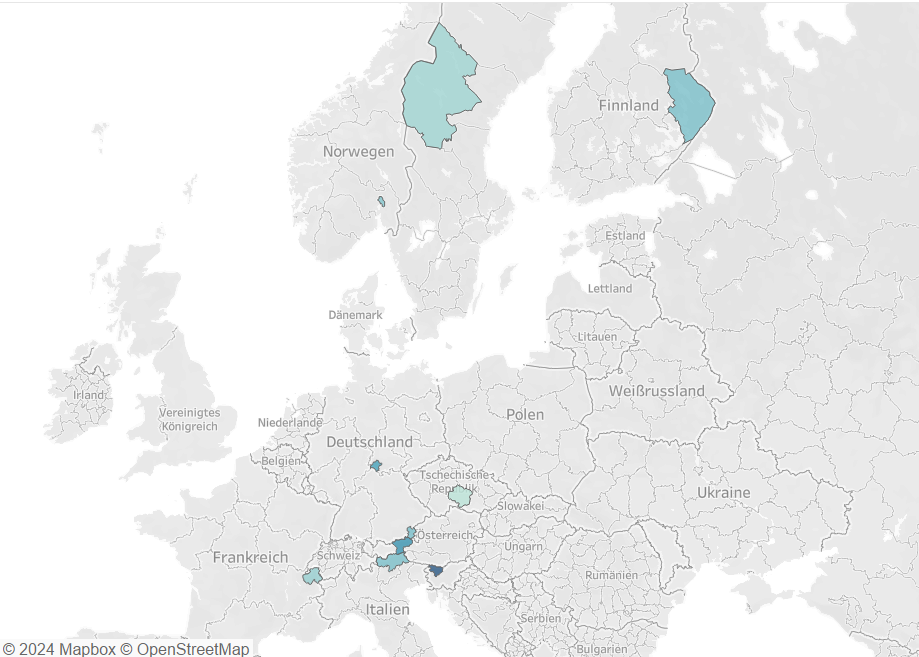 Finnland
Norwegen
Estland
Lettland
Dänemark
Litauen
Weißrussland
Irland
Vereinigtes
Königreich
Niederlande
Polen
Deutschland
Belgien
Tschechische
Republik
Ukraine
Slowakei
Österreich
Ungarn
Frankreich
Schweiz
Rumänien
Italien
Serbien
Bulgarien
© 2024 Mapbox © OpenStreetMap